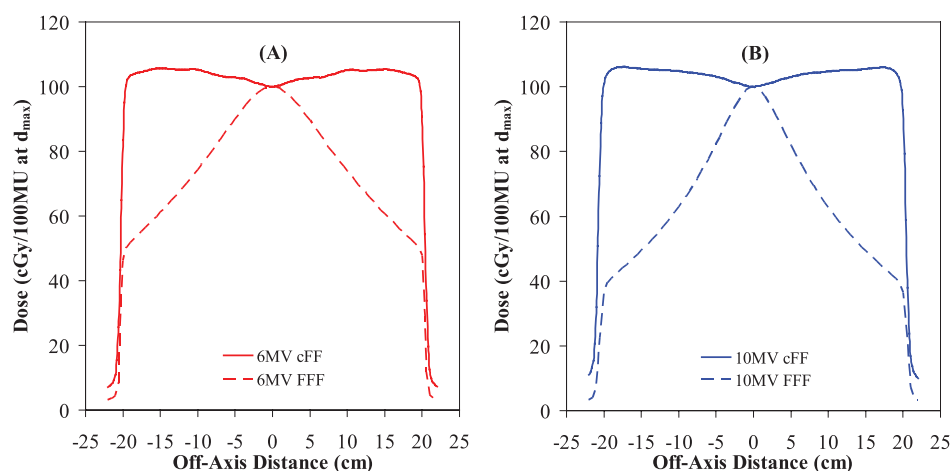 (A)
Dose (cGy/100MU at dmax)
120
100
80
60
40
20
0
6MV cFF
6MV FFF
-25 -20 -15 -10 -5 0 5 10 15 20 25
Off-Axis Distance (cm)
(B)
Dose (cGy/100MU at dmax)
120
100
80
60
40
20
0
10MV cFF
10MV FFF
-25 -20 -15 -10 -5 0 5 10 15 20 25
Off-Axis Distance (cm)